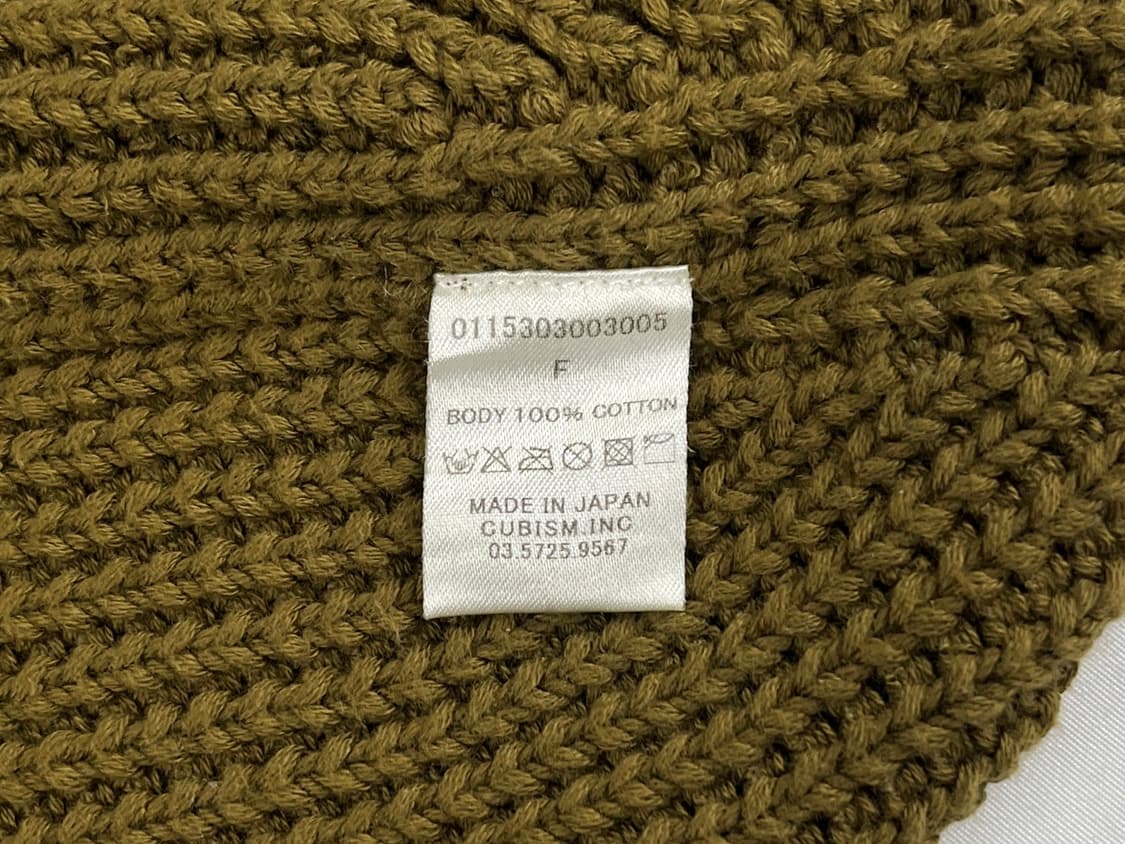 0115303003005
F
BODY 100% COTTON
MADE IN JAPAN
CUBISM.INC
03.5725.9567